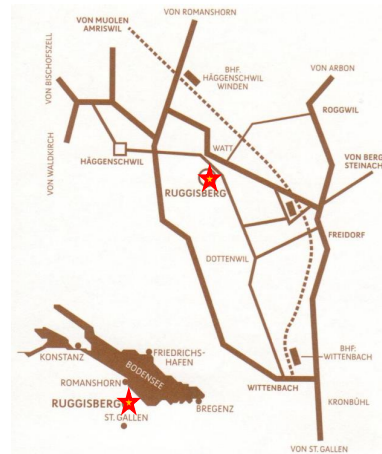 VON ROMANSHORN
VON MUOLEN
AMRISWIL
VON BISCHOFSZELL
BHF.
HÄGGENSCHWIL
WINDEN
VON ARBON
ROGGWIL
WATT
VON WALDKIRCH
HÄGGENSCHWIL
VON BERG
STEINACH
RUGGISBERG
FREIDORF
DOTTENWIL
BHF:
WITTENBACH
WITTENBACH
KRONBÜHL
VON ST. GALLEN
KONSTANZ
FRIEDRICHS-
HAFEN
BODENSEE
ROMANSHORN
RUGGISBERG
BREGENZ
ST. GALLEN